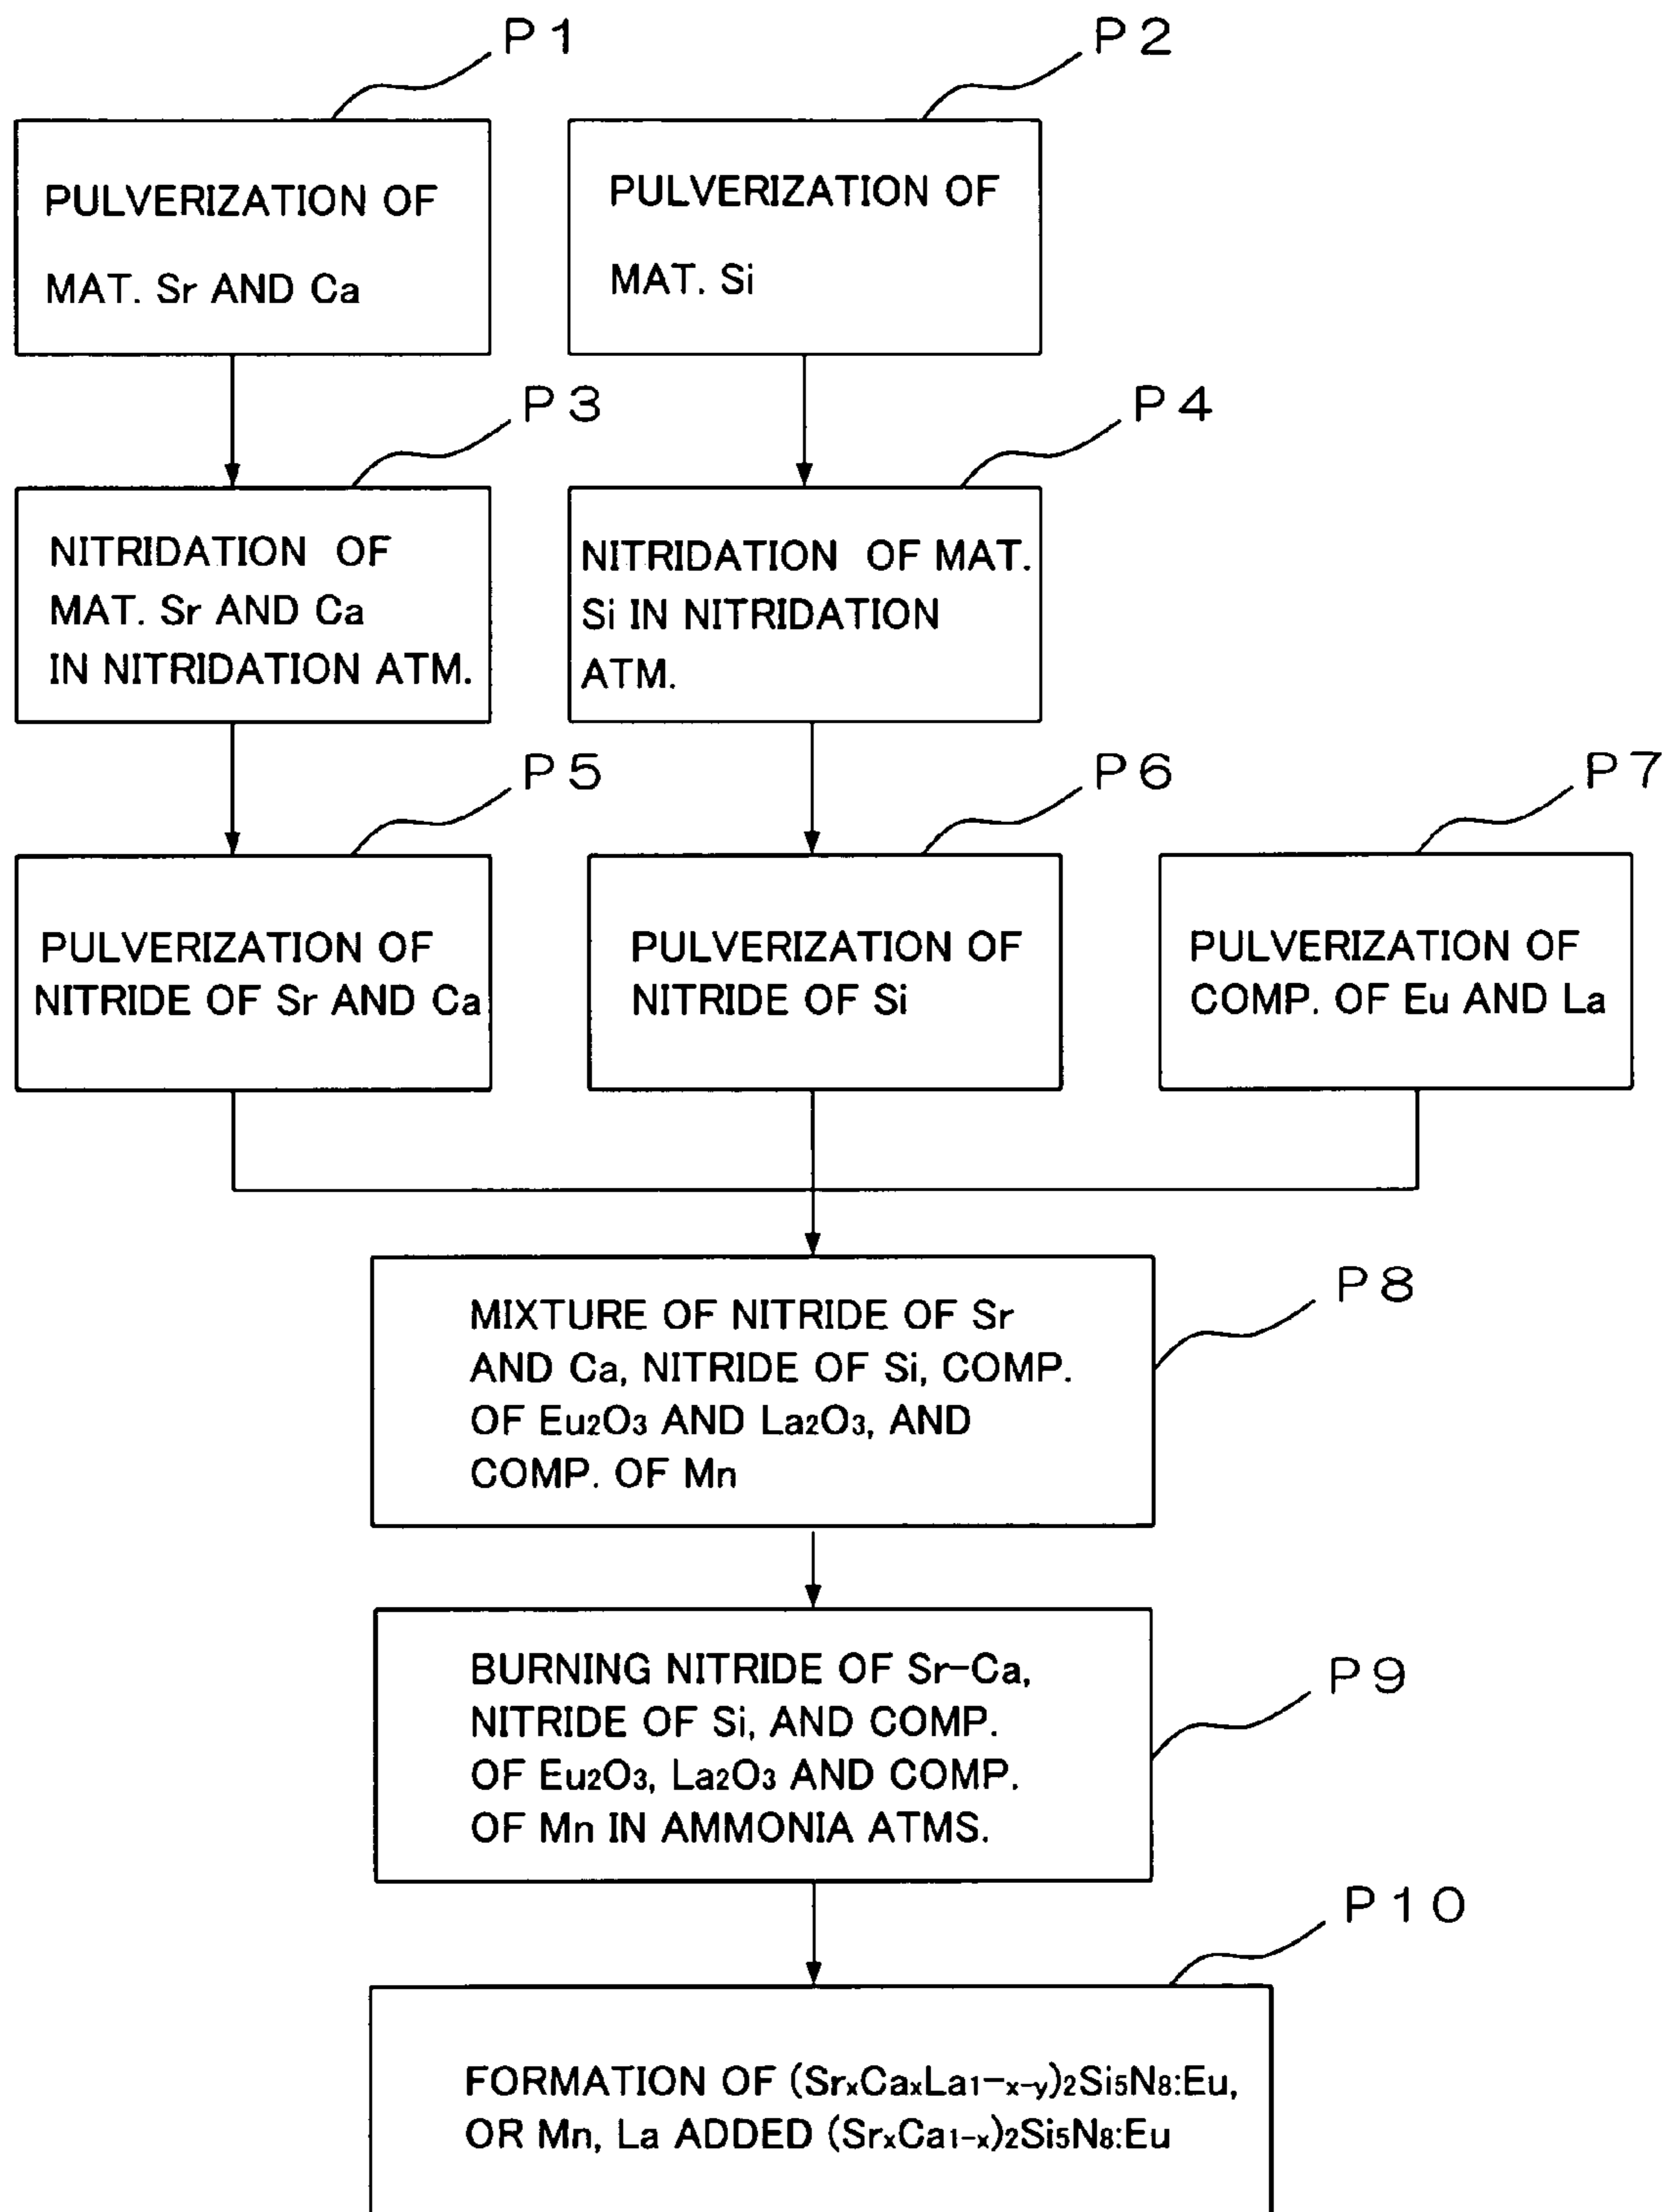 P1
P2
PULVERIZATION OF
MAT. Sr AND Ca
PULVERIZATION OF
MAT. Si
P3
P4
NITRIDATION OF
MAT. Sr AND Ca
IN NITRIDATION ATM.
NITRIDATION OF MAT.
Si IN NITRIDATION
ATM.
P5
P6
P7
PULVERIZATION OF
NITRIDE OF Sr AND Ca
PULVERIZATION OF
NITRIDE OF Si
PULVERIZATION OF
COMP. OF Eu AND La
P8
MIXTURE OF NITRIDE OF Sr
AND Ca, NITRIDE OF Si, COMP.
OF Eu₂O₃ AND La₂O₃, AND
COMP. OF Mn
P9
BURNING NITRIDE OF Sr-Ca,
NITRIDE OF Si, AND COMP.
OF Eu₂O₃, La₂O₃ AND COMP.
OF Mn IN AMMONIA ATMS.
P10
FORMATION OF (SrxCaxLa1-x-y)₂Si₅N₈:Eu,
OR Mn, La ADDED (SrxCa1-x)₂Si₅N₈:Eu